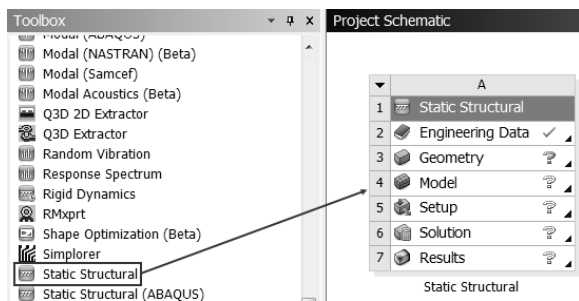 Toolbox
Modal (ABAQUS)
Modal (NASTRAN) (Beta)
Modal (Samcef)
Modal Acoustics (Beta)
Q3D 2D Extractor
Q3D Extractor
Random Vibration
Response Spectrum
Rigid Dynamics
RMxprt
Shape Optimization (Beta)
Simplorer
Static Structural
Static Structural (ABAQUS)
Project Schematic
A
1 Static Structural
2 Engineering Data
3 Geometry ?
4 Model ?
5 Setup ?
6 Solution ?
7 Results ?
Static Structural